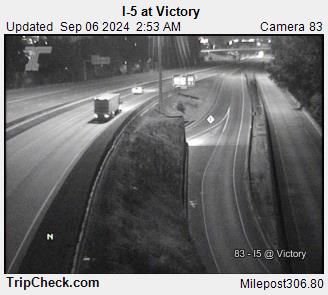 I-5 at Victory
Updated Sep 06 2024 2:53 AM Camera 83
N
83 - I5 @ Victory
TripCheck.com Milepost306.80